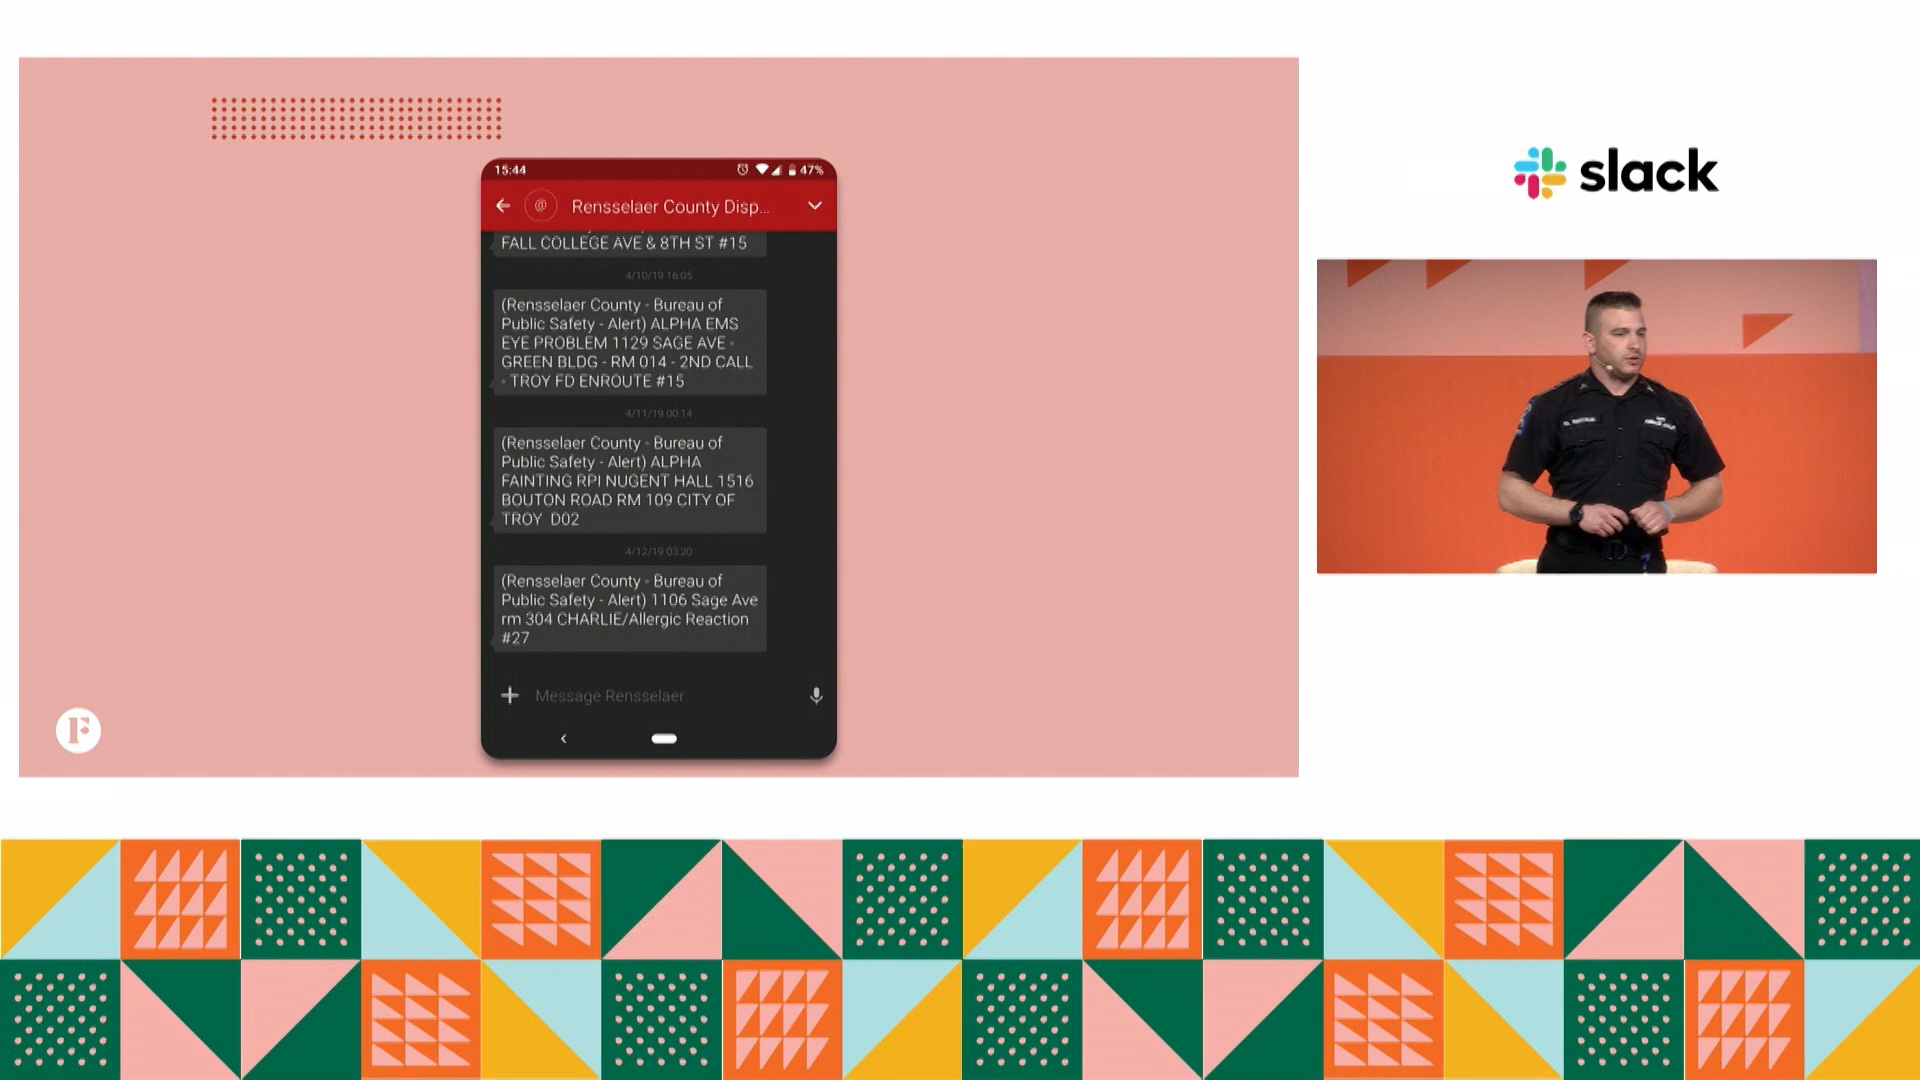 15:44
47%
Rensselaer County Disp...
FALL COLLEGE AVE & 8TH ST #15
4/10/19 16:05
(Rensselaer County - Bureau of
Public Safety - Alert) ALPHA EMS
EYE PROBLEM 1129 SAGE AVE -
GREEN BLDG - RM 014 - 2ND CALL
- TROY FD ENROUTE #15
4/11/19 00:14
(Rensselaer County - Bureau of
Public Safety - Alert) ALPHA
FAINTING RPI NUGENT HALL 1516
BOUTON ROAD RM 109 CITY OF
TROY  D02
4/12/19 03:20
(Rensselaer County - Bureau of
Public Safety - Alert) 1106 Sage Ave
rm 304 CHARLIE/Allergic Reaction
#27
Message Rensselaer
F
slack